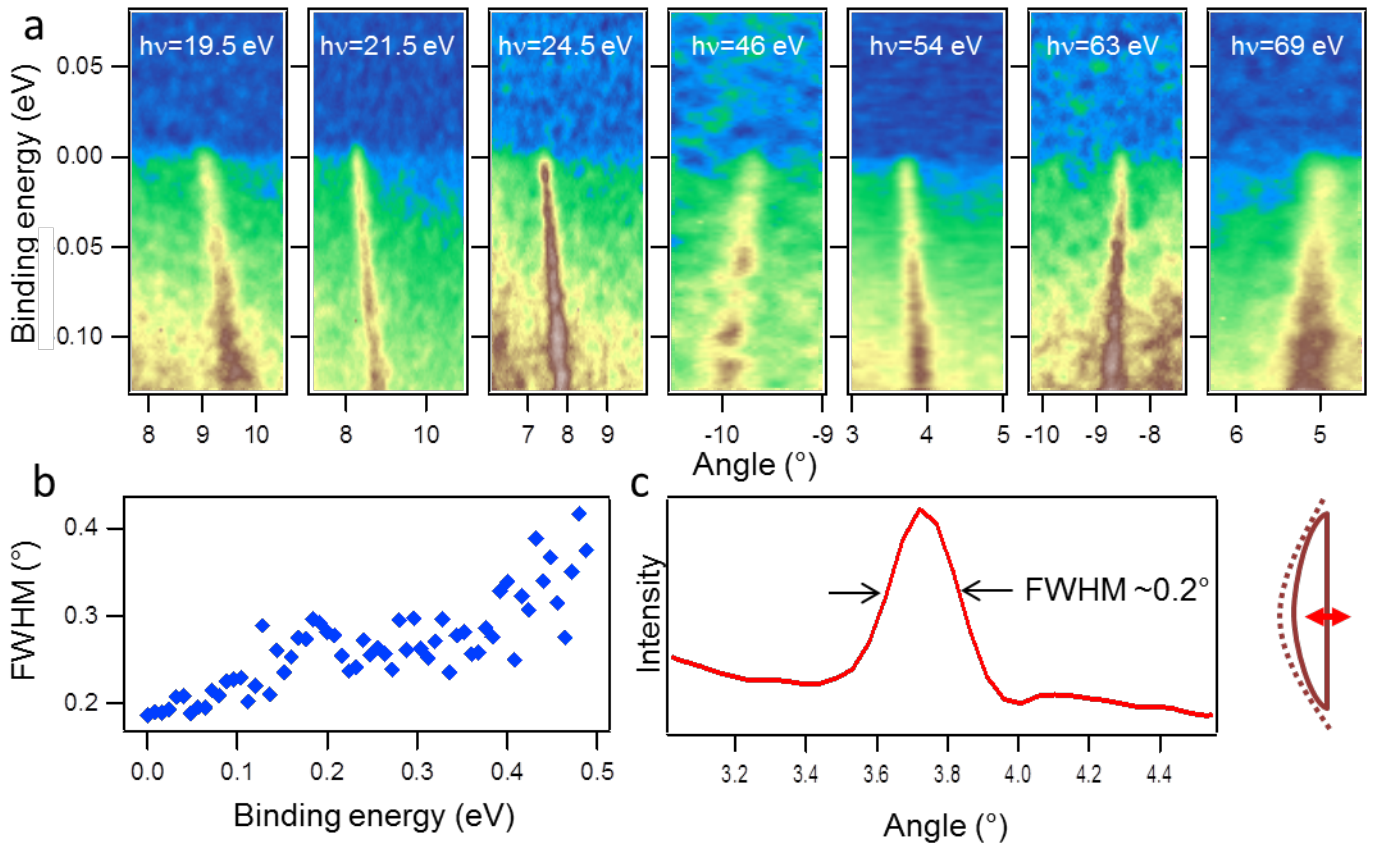 a
hν=19.5 eV hν=21.5 eV hν=24.5 eV hν=46 eV hν=54 eV hν=63 eV hν=69 eV
Binding energy (eV)
0.05
0.00
0.05
.10
8 9 10 8 10 7 8 9 -10 -9 3 4 5 -10 -9 -8 6 5
Angle (°)
b
FWHM (°)
0.4
0.3
0.2
0.0 0.1 0.2 0.3 0.4 0.5
Binding energy (eV)
c
Intensity
FWHM ~0.2°
3.2 3.4 3.6 3.8 4.0 4.2 4.4
Angle (°)